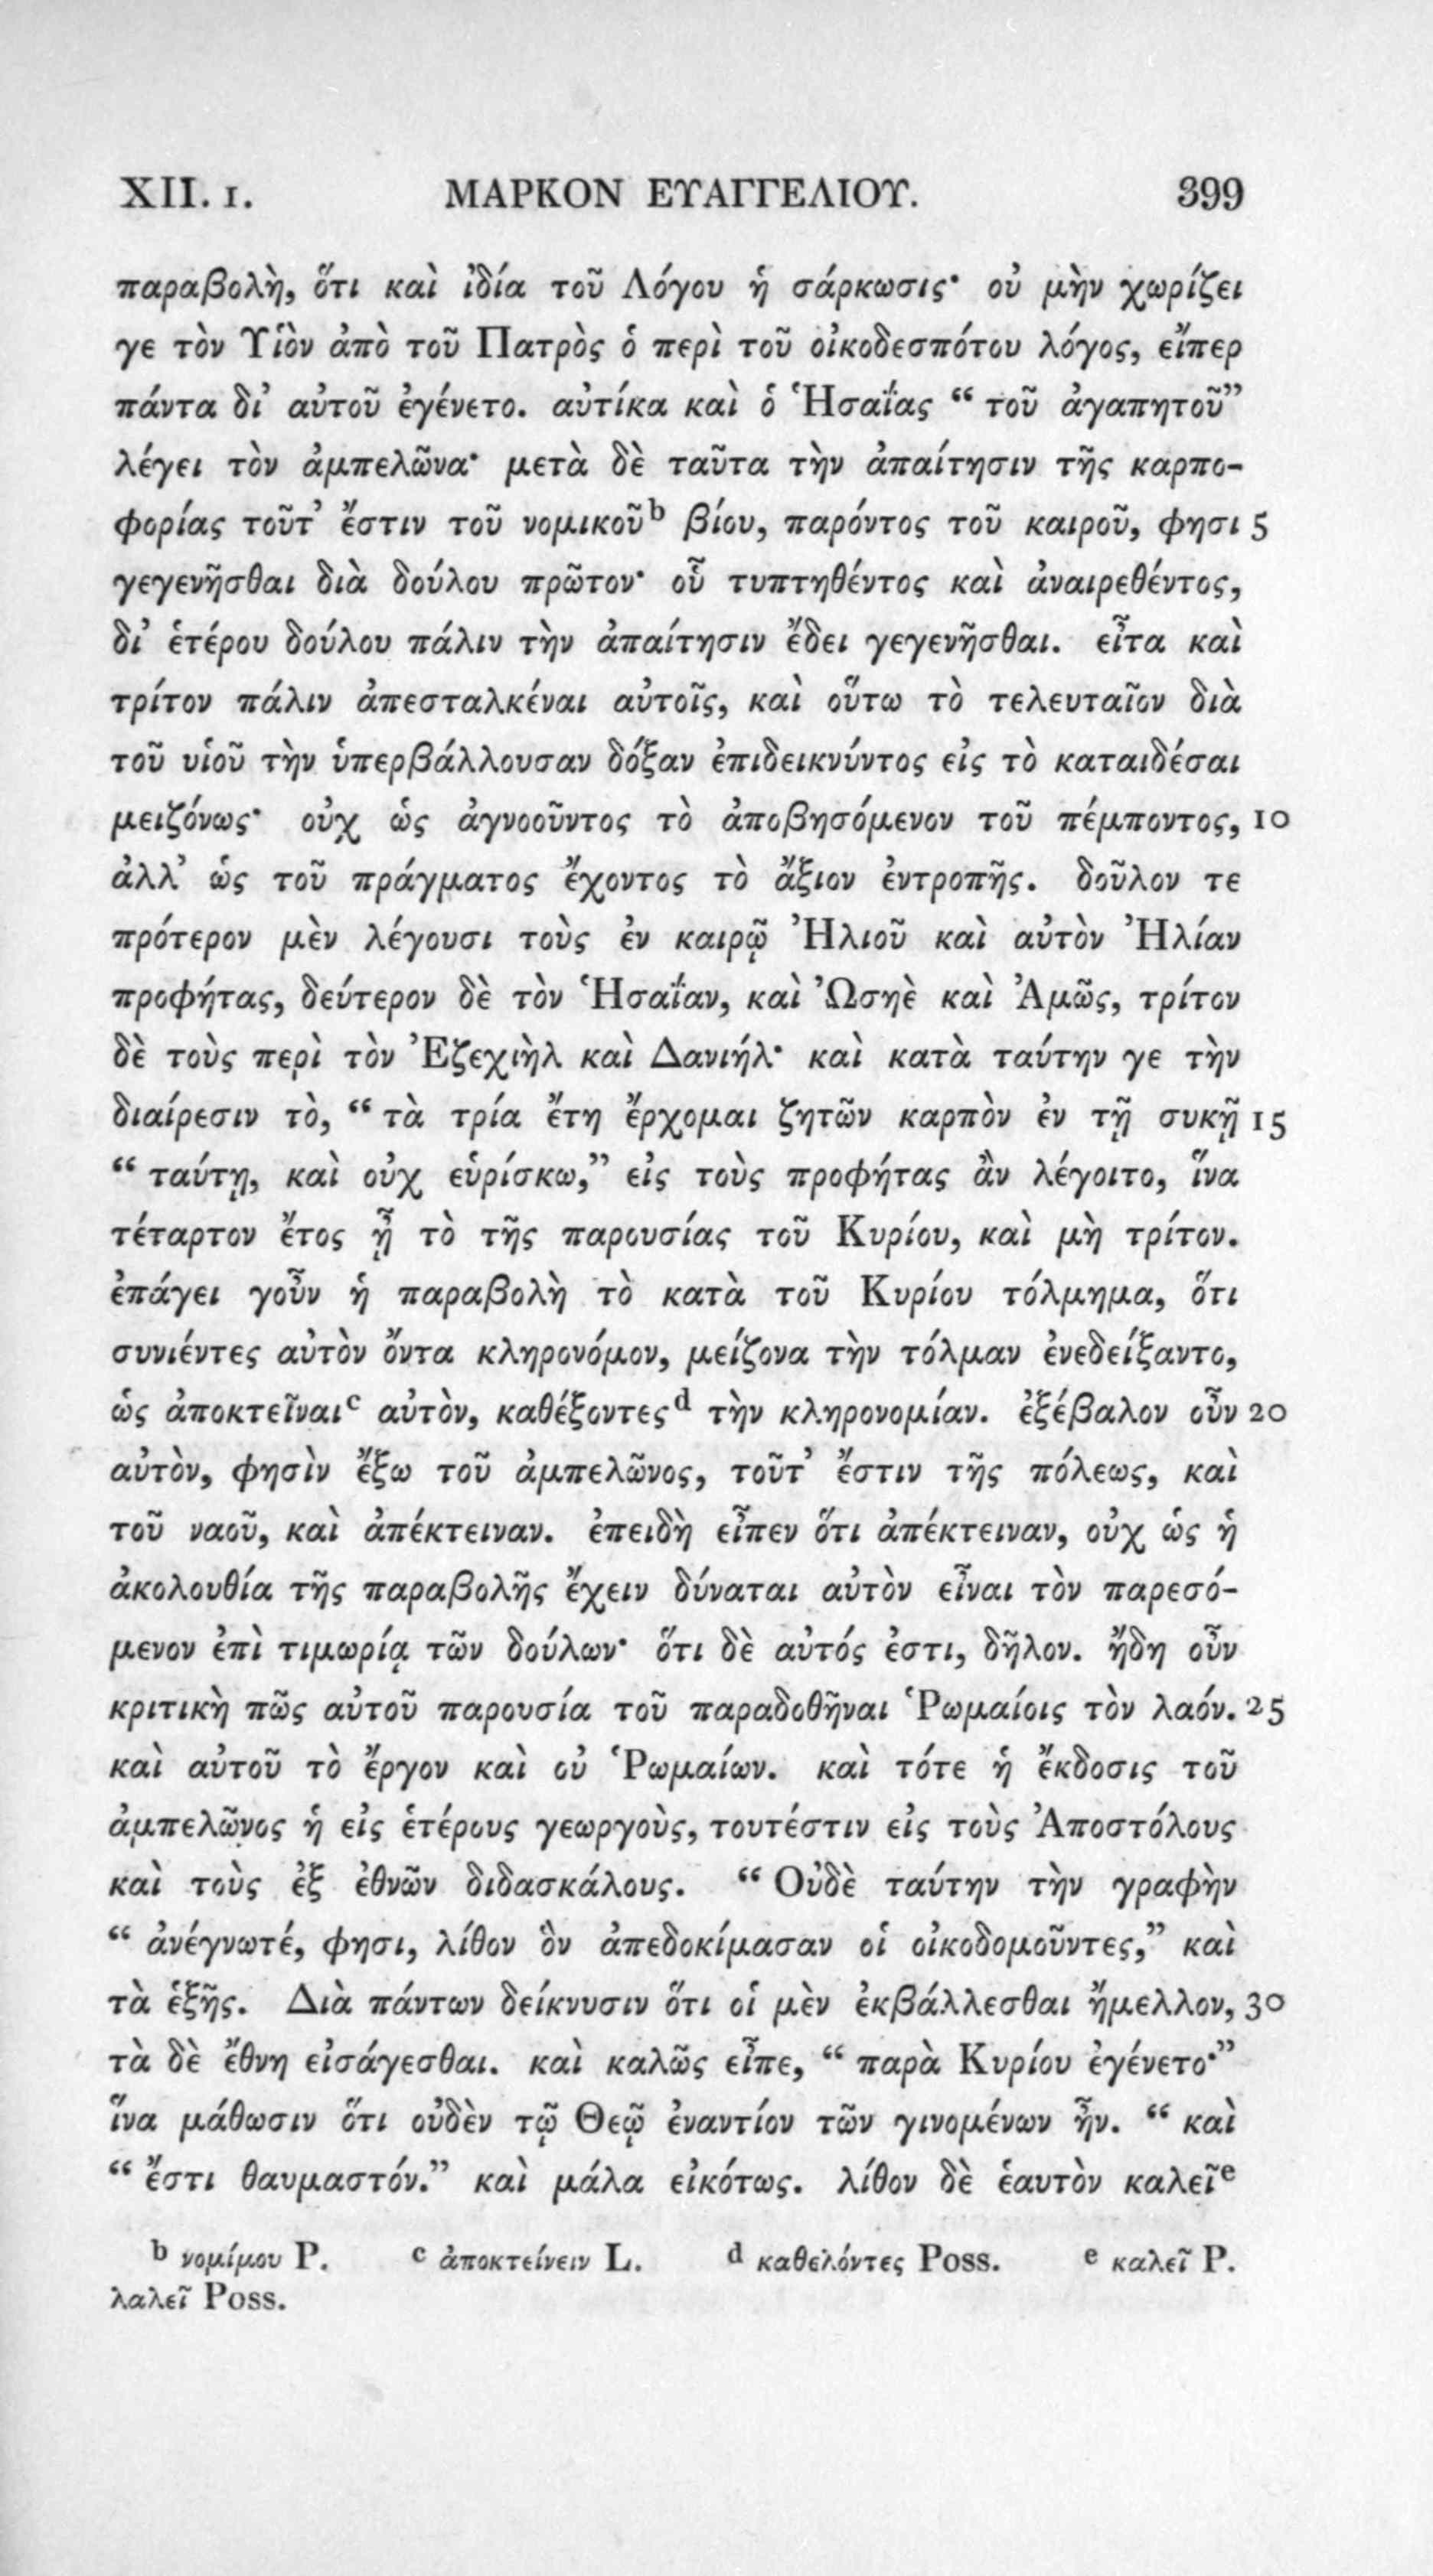 XII. 1. ΜΑΡΚΟΝ ΕΥΑΓΓΕΛΙΟΥ. 399
παραβολὴ, ὅτι καὶ ἰδία τοῦ Λόγου ἡ σάρκωσις· οὐ μὴν χωρίζει
γε τὸν Υἱὸν ἀπὸ τοῦ Πατρὸς ὁ περὶ τοῦ οἰκοδεσπότου λόγος, εἴπερ
πάντα δι᾽ αὐτοῦ ἐγένετο. αὐτίκα καὶ ὁ Ἡσαΐας “ τοῦ ἀγαπητοῦ”
λέγει τὸν ἀμπελῶνα· μετὰ δὲ ταῦτα τὴν ἀπαίτησιν τῆς καρπο-
φορίας τοῦτ᾽ ἔστιν τοῦ νομικοῦᵇ βίου, παρόντος τοῦ καιροῦ, φησι 5
γεγενῆσθαι διὰ δούλου πρῶτον· οὗ τυπτηθέντος καὶ ἀναιρεθέντος,
δι᾽ ἑτέρου δούλου πάλιν τὴν ἀπαίτησιν ἔδει γεγενῆσθαι. εἶτα καὶ
τρίτον πάλιν ἀπεσταλκέναι αὐτοῖς, καὶ οὕτω τὸ τελευταῖον διὰ
τοῦ υἱοῦ τὴν ὑπερβάλλουσαν δόξαν ἐπιδεικνύντος εἰς τὸ καταιδέσαι
μειζόνως· οὐχ ὡς ἀγνοοῦντος τὸ ἀποβησόμενον τοῦ πέμποντος, 10
ἀλλ᾽ ὡς τοῦ πράγματος ἔχοντος τὸ ἄξιον ἐντροπῆς. δοῦλον τε
πρότερον μὲν λέγουσι τοὺς ἐν καιρῷ Ἠλιοῦ καὶ αὐτὸν Ἠλίαν
προφήτας, δεύτερον δὲ τὸν Ἡσαΐαν, καὶ Ὠσηὲ καὶ Ἀμῶς, τρίτον
δὲ τοὺς περὶ τὸν Ἐζεχιὴλ καὶ Δανιήλ· καὶ κατὰ ταύτην γε τὴν
διαίρεσιν τὸ, “ τὰ τρία ἔτη ἔρχομαι ζητῶν καρπὸν ἐν τῇ συκῇ 15
“ ταύτῃ, καὶ οὐχ εὑρίσκω,” εἰς τοὺς προφήτας ἂν λέγοιτο, ἵνα
τέταρτον ἔτος ᾖ τὸ τῆς παρουσίας τοῦ Κυρίου, καὶ μὴ τρίτον.
ἐπάγει γοῦν ἡ παραβολὴ τὸ κατὰ τοῦ Κυρίου τόλμημα, ὅτι
συνιέντες αὐτὸν ὄντα κληρονόμον, μείζονα τὴν τόλμαν ἐνεδείξαντο,
ὡς ἀποκτεῖναιᶜ αὐτὸν, καθέξοντεςᵈ τὴν κληρονομίαν. ἐξέβαλον οὖν 20
αὐτὸν, φησὶν ἔξω τοῦ ἀμπελῶνος, τοῦτ᾽ ἔστιν τῆς πόλεως, καὶ
τοῦ ναοῦ, καὶ ἀπέκτειναν. ἐπειδὴ εἶπεν ὅτι ἀπέκτειναν, οὐχ ὡς ἡ
ἀκολουθία τῆς παραβολῆς ἔχειν δύναται αὐτὸν εἶναι τὸν παρεσό-
μενον ἐπὶ τιμωρίᾳ τῶν δούλων· ὅτι δὲ αὐτός ἐστι, δῆλον. ἤδη οὖν
κριτικὴ πῶς αὐτοῦ παρουσία τοῦ παραδοθῆναι Ῥωμαίοις τὸν λαόν. 25
καὶ αὐτοῦ τὸ ἔργον καὶ οὐ Ῥωμαίων. καὶ τότε ἡ ἔκδοσις τοῦ
ἀμπελῶνος ἡ εἰς ἑτέρους γεωργοὺς, τουτέστιν εἰς τοὺς Ἀποστόλους
καὶ τοὺς ἐξ ἐθνῶν διδασκάλους. “ Οὐδὲ ταύτην τὴν γραφὴν
“ ἀνέγνωτέ, φησι, λίθον ὃν ἀπεδοκίμασαν οἱ οἰκοδομοῦντες,” καὶ
τὰ ἑξῆς. Διὰ πάντων δείκνυσιν ὅτι οἱ μὲν ἐκβάλλεσθαι ἤμελλον, 30
τὰ δὲ ἔθνη εἰσάγεσθαι. καὶ καλῶς εἶπε, “ παρὰ Κυρίου ἐγένετο·”
ἵνα μάθωσιν ὅτι οὐδὲν τῷ Θεῷ ἐναντίον τῶν γινομένων ἦν. “ καὶ
“ ἔστι θαυμαστόν.” καὶ μάλα εἰκότως. λίθον δὲ ἑαυτὸν καλεῖᵉ
ᵇ νομίμου P. ᶜ ἀποκτείνειν L. ᵈ καθελόντες Poss. ᵉ καλεῖ P.
λαλεῖ Poss.